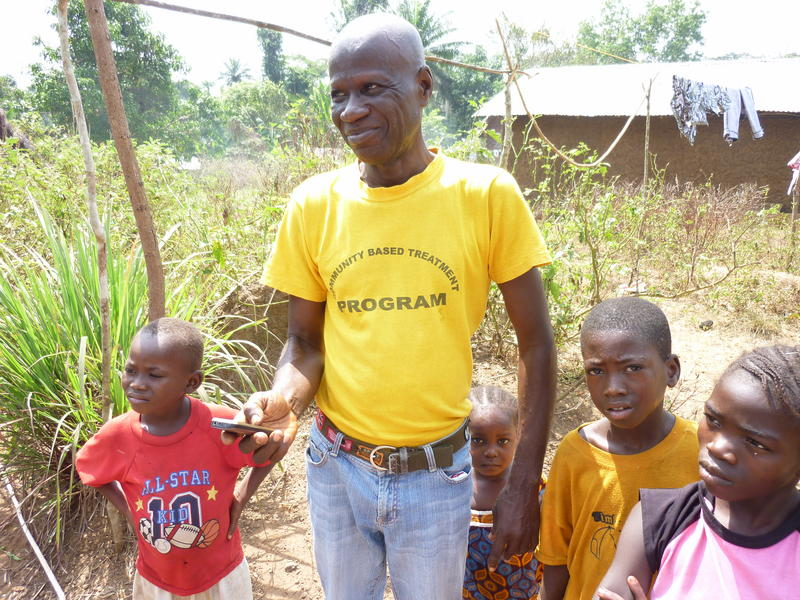 MMUNITY BASED TREATMENT
PROGRAM
ALL-STAR
10
KID